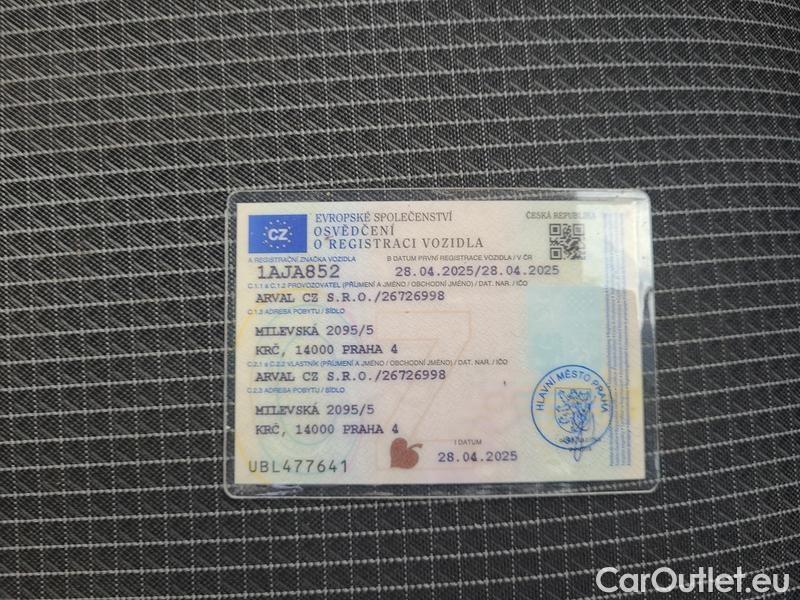 CZ
EVROPSKÉ SPOLEČENSTVÍ
OSVĚDČENÍ
O REGISTRACI VOZIDLA
ČESKÁ REPUBLIKA
A REGISTRAČNÍ ZNAČKA VOZIDLA
B DATUM PRVNÍ REGISTRACE VOZIDLA / V ČR
1AJA852
28.04.2025/28.04.2025
C.1.1 a C.1.2 PROVOZOVATEL (PŘÍJMENÍ A JMÉNO / OBCHODNÍ JMÉNO) / DAT. NAR. / IČO
ARVAL CZ S.R.O./26726998
C.1.3 ADRESA POBYTU / SÍDLO
MILEVSKÁ 2095/5
KRČ, 14000 PRAHA 4
C.2.1 a C.2.2 VLASTNÍK (PŘÍJMENÍ A JMÉNO / OBCHODNÍ JMÉNO) / DAT. NAR. / IČO
ARVAL CZ S.R.O./26726998
C.2.3 ADRESA POBYTU / SÍDLO
MILEVSKÁ 2095/5
KRČ, 14000 PRAHA 4
HLAVNÍ MĚSTO PRAHA
I DATUM
28.04.2025
UBL477641
CarOutlet.eu